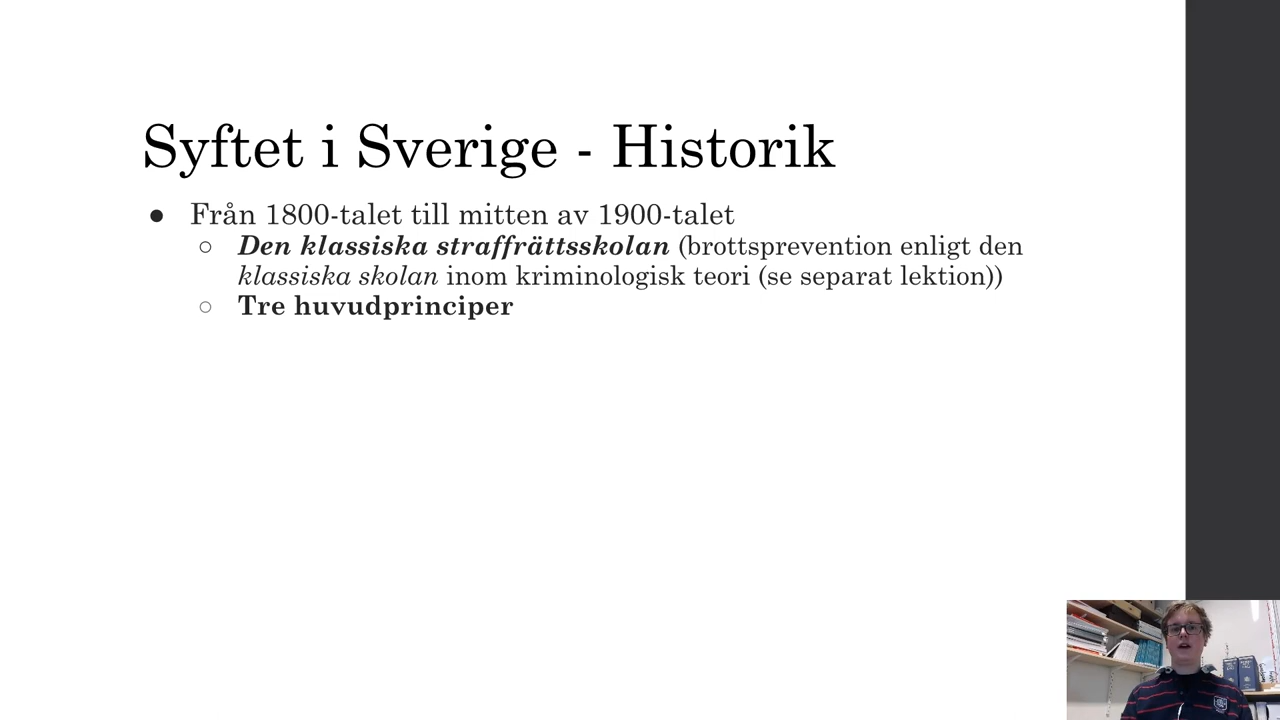 Syftet i Sverige - Historik
● Från 1800-talet till mitten av 1900-talet
○ Den klassiska straffrättsskolan (brottsprevention enligt den
klassiska skolan inom kriminologisk teori (se separat lektion))
○ Tre huvudprinciper